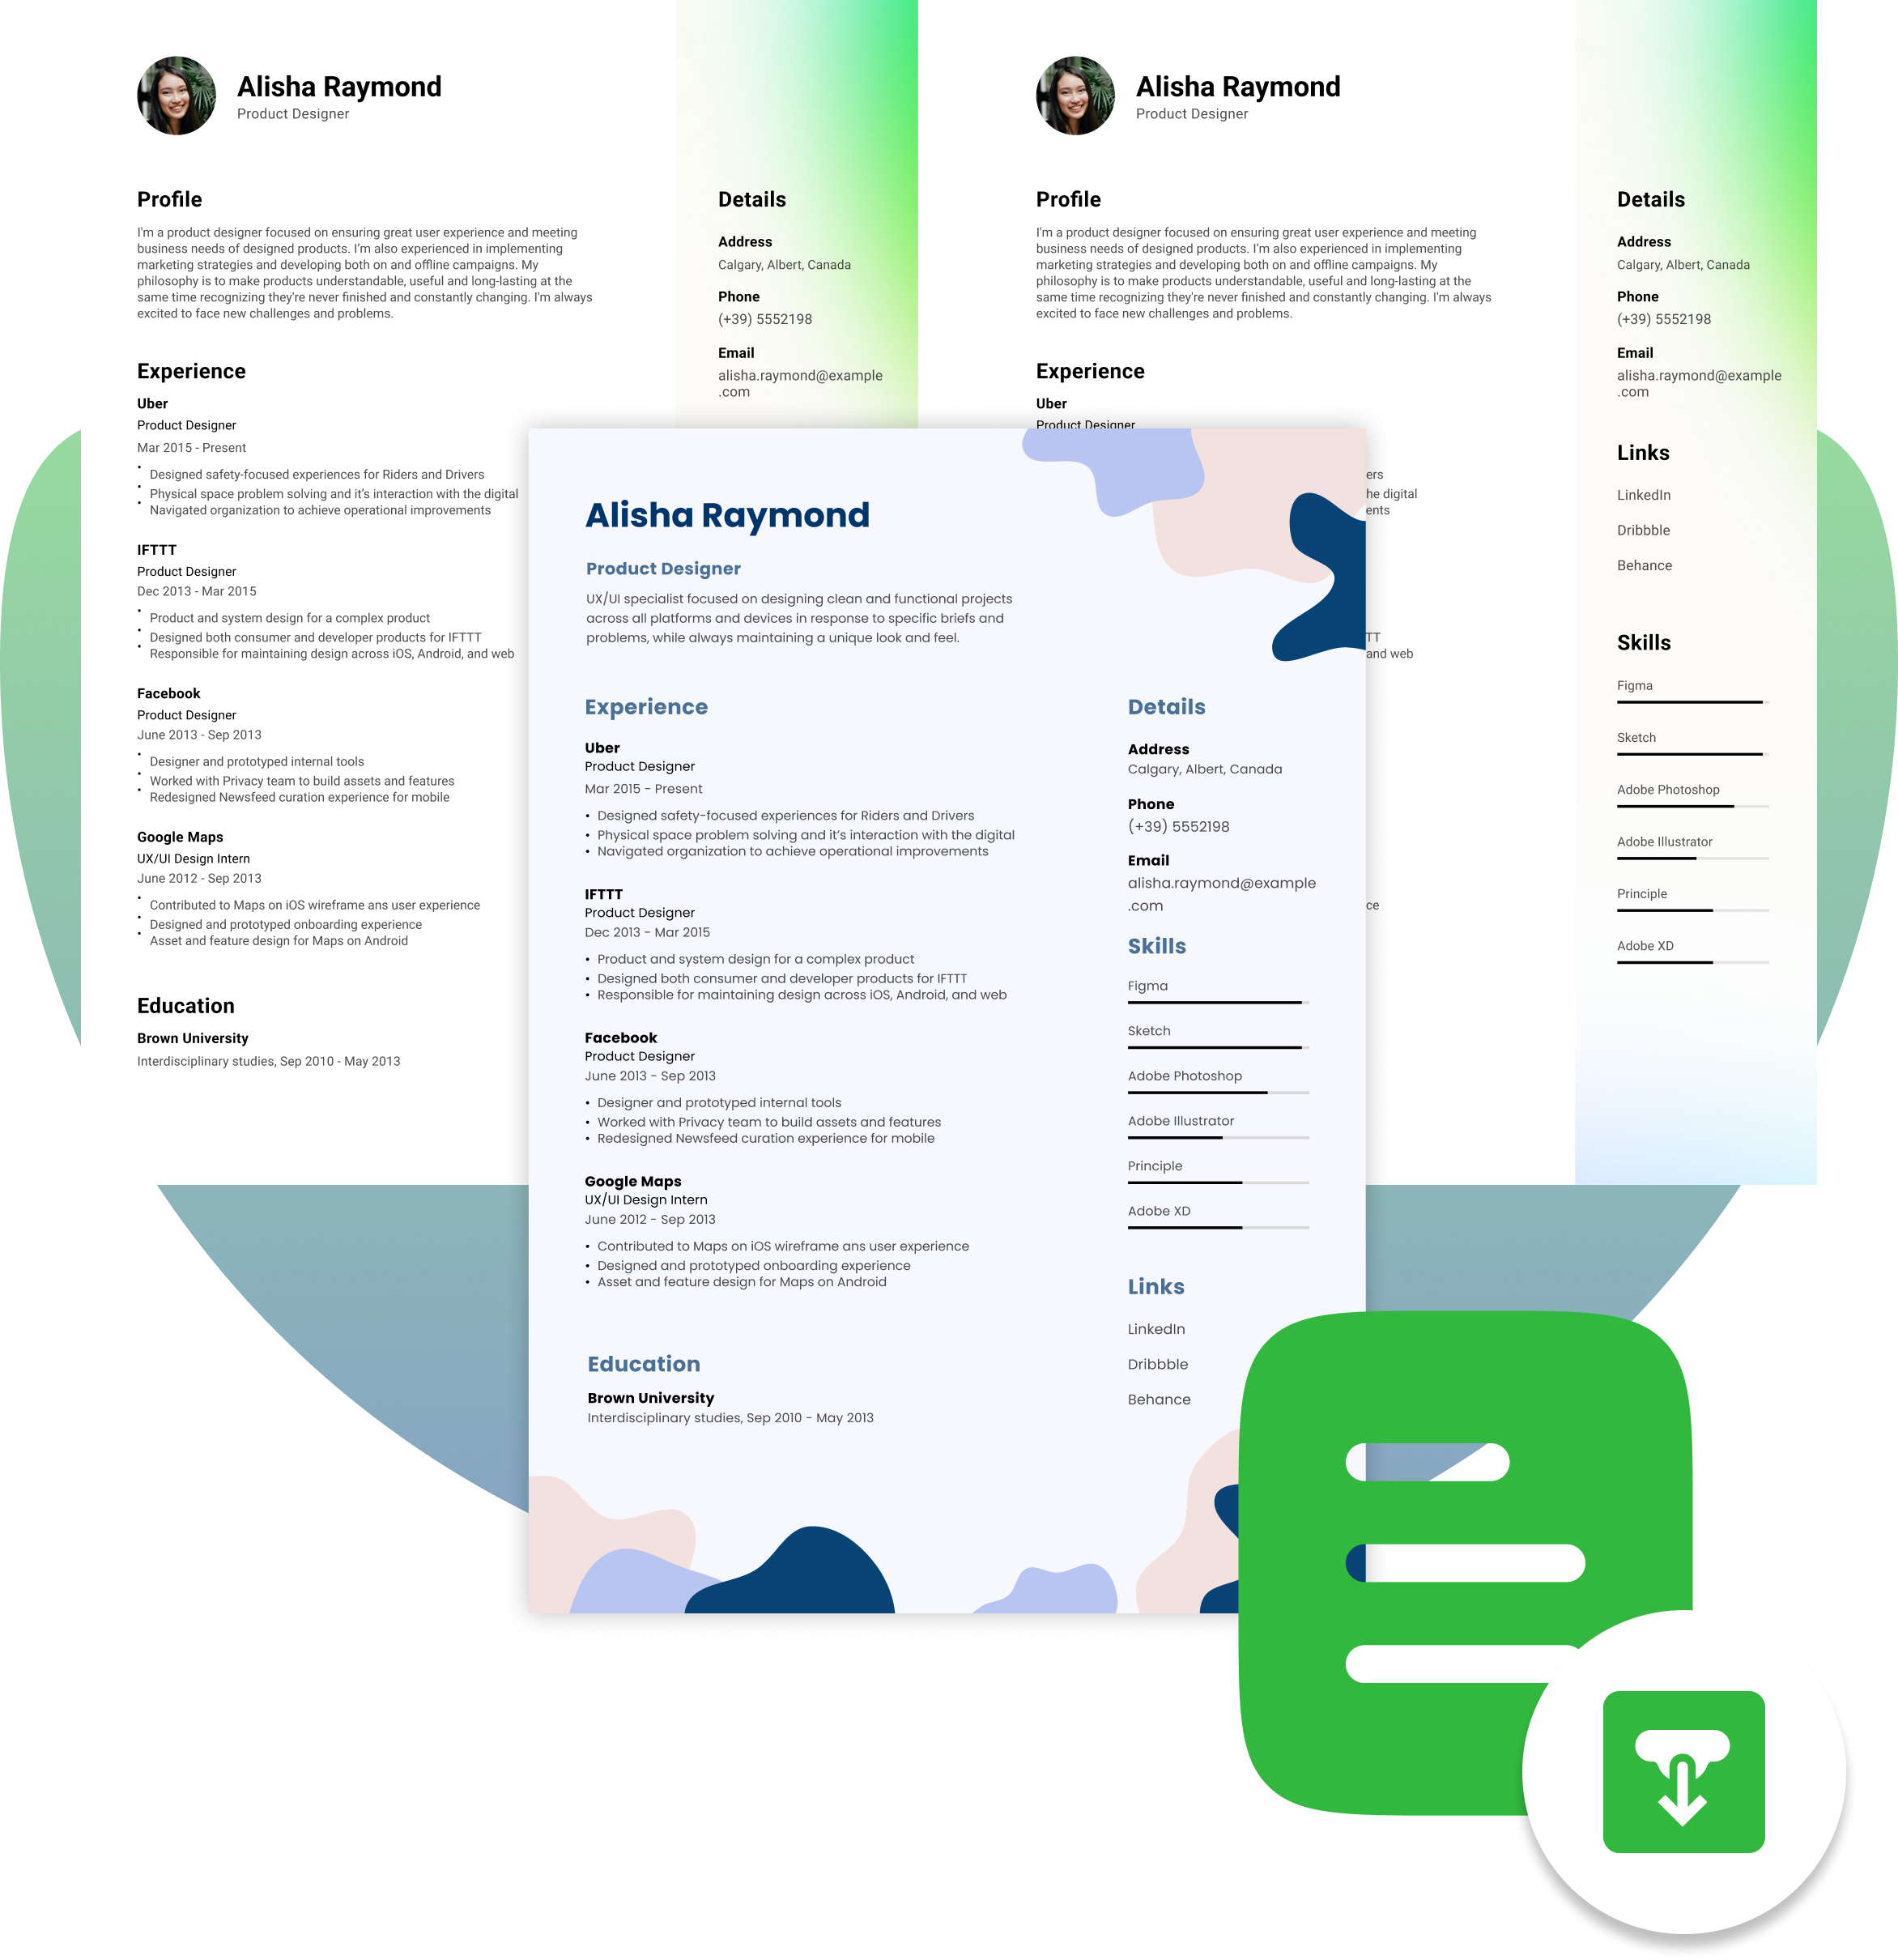 Alisha Raymond
Product Designer
Profile
I'm a product designer focused on ensuring great user experience and meeting
business needs of designed products. I'm also experienced in implementing
marketing strategies and developing both on and offline campaigns. My
philosophy is to make products understandable, useful and long-lasting at the
same time recognizing they're never finished and constantly changing. I'm always
excited to face new challenges and problems.
Experience
Uber
Product Designer
Mar 2015 - Present
• Designed safety-focused experiences for Riders and Drivers
• Physical space problem solving and it's interaction with the digital
• Navigated organization to achieve operational improvements
IFTTT
Product Designer
Dec 2013 - Mar 2015
• Product and system design for a complex product
• Designed both consumer and developer products for IFTTT
• Responsible for maintaining design across iOS, Android, and web
Facebook
Product Designer
June 2013 - Sep 2013
• Designer and prototyped internal tools
• Worked with Privacy team to build assets and features
• Redesigned Newsfeed curation experience for mobile
Google Maps
UX/UI Design Intern
June 2012 - Sep 2013
• Contributed to Maps on iOS wireframe ans user experience
• Designed and prototyped onboarding experience
• Asset and feature design for Maps on Android
Education
Brown University
Interdisciplinary studies, Sep 2010 - May 2013
Details
Address
Calgary, Albert, Canada
Phone
(+39) 5552198
Email
alisha.raymond@example
.com
Alisha Raymond
Product Designer
Profile
I'm a product designer focused on ensuring great user experience and meeting
business needs of designed products. I'm also experienced in implementing
marketing strategies and developing both on and offline campaigns. My
philosophy is to make products understandable, useful and long-lasting at the
same time recognizing they're never finished and constantly changing. I'm always
excited to face new challenges and problems.
Experience
Uber
Product Designer
ers
he digital
ents
TT
and web
ce
Details
Address
Calgary, Albert, Canada
Phone
(+39) 5552198
Email
alisha.raymond@example
.com
Links
LinkedIn
Dribbble
Behance
Skills
Figma
Sketch
Adobe Photoshop
Adobe Illustrator
Principle
Adobe XD
Alisha Raymond
Product Designer
UX/UI specialist focused on designing clean and functional projects
across all platforms and devices in response to specific briefs and
problems, while always maintaining a unique look and feel.
Experience
Uber
Product Designer
Mar 2015 - Present
• Designed safety-focused experiences for Riders and Drivers
• Physical space problem solving and it's interaction with the digital
• Navigated organization to achieve operational improvements
IFTTT
Product Designer
Dec 2013 - Mar 2015
• Product and system design for a complex product
• Designed both consumer and developer products for IFTTT
• Responsible for maintaining design across iOS, Android, and web
Facebook
Product Designer
June 2013 - Sep 2013
• Designer and prototyped internal tools
• Worked with Privacy team to build assets and features
• Redesigned Newsfeed curation experience for mobile
Google Maps
UX/UI Design Intern
June 2012 - Sep 2013
• Contributed to Maps on iOS wireframe ans user experience
• Designed and prototyped onboarding experience
• Asset and feature design for Maps on Android
Education
Brown University
Interdisciplinary studies, Sep 2010 - May 2013
Details
Address
Calgary, Albert, Canada
Phone
(+39) 5552198
Email
alisha.raymond@example
.com
Skills
Figma
Sketch
Adobe Photoshop
Adobe Illustrator
Principle
Adobe XD
Links
LinkedIn
Dribbble
Behance